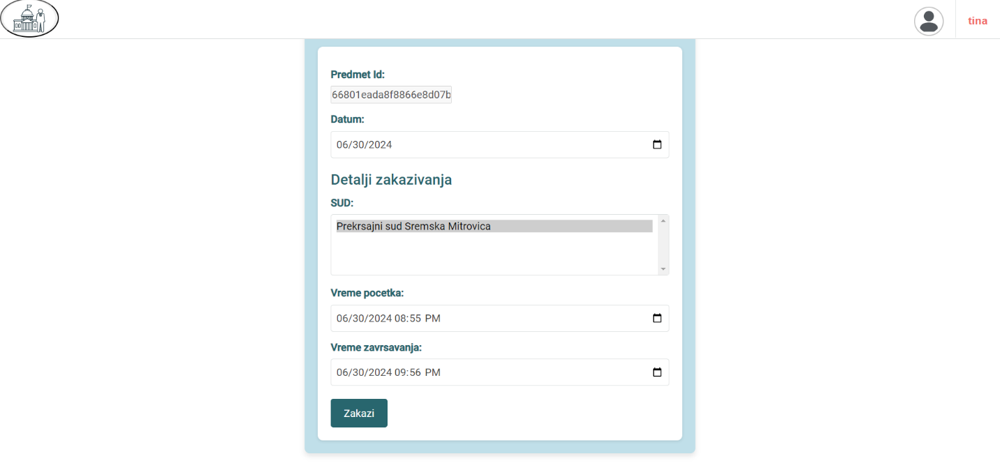 tina
Predmet Id:
66801eada8f8866e8d07b
Datum:
06/30/2024
Detalji zakazivanja
SUD:
Prekrsajni sud Sremska Mitrovica
Vreme pocetka:
06/30/2024 08:55 PM
Vreme zavrsavanja:
06/30/2024 09:56 PM
Zakazi